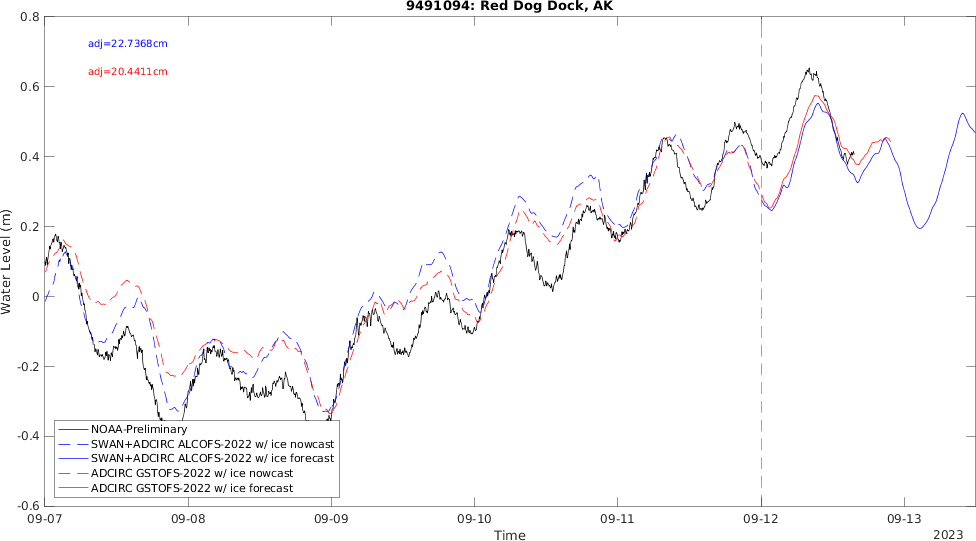 9491094: Red Dog Dock, AK
adj=22.7368cm
adj=20.4411cm
Water Level (m)
0.8
0.6
0.4
0.2
0
-0.2
-0.4
-0.6
NOAA-Preliminary
SWAN+ADCIRC ALCOFS-2022 w/ ice nowcast
SWAN+ADCIRC ALCOFS-2022 w/ ice forecast
ADCIRC GSTOFS-2022 w/ ice nowcast
ADCIRC GSTOFS-2022 w/ ice forecast
09-07 09-08 09-09 09-10 09-11 09-12 09-13
Time
2023